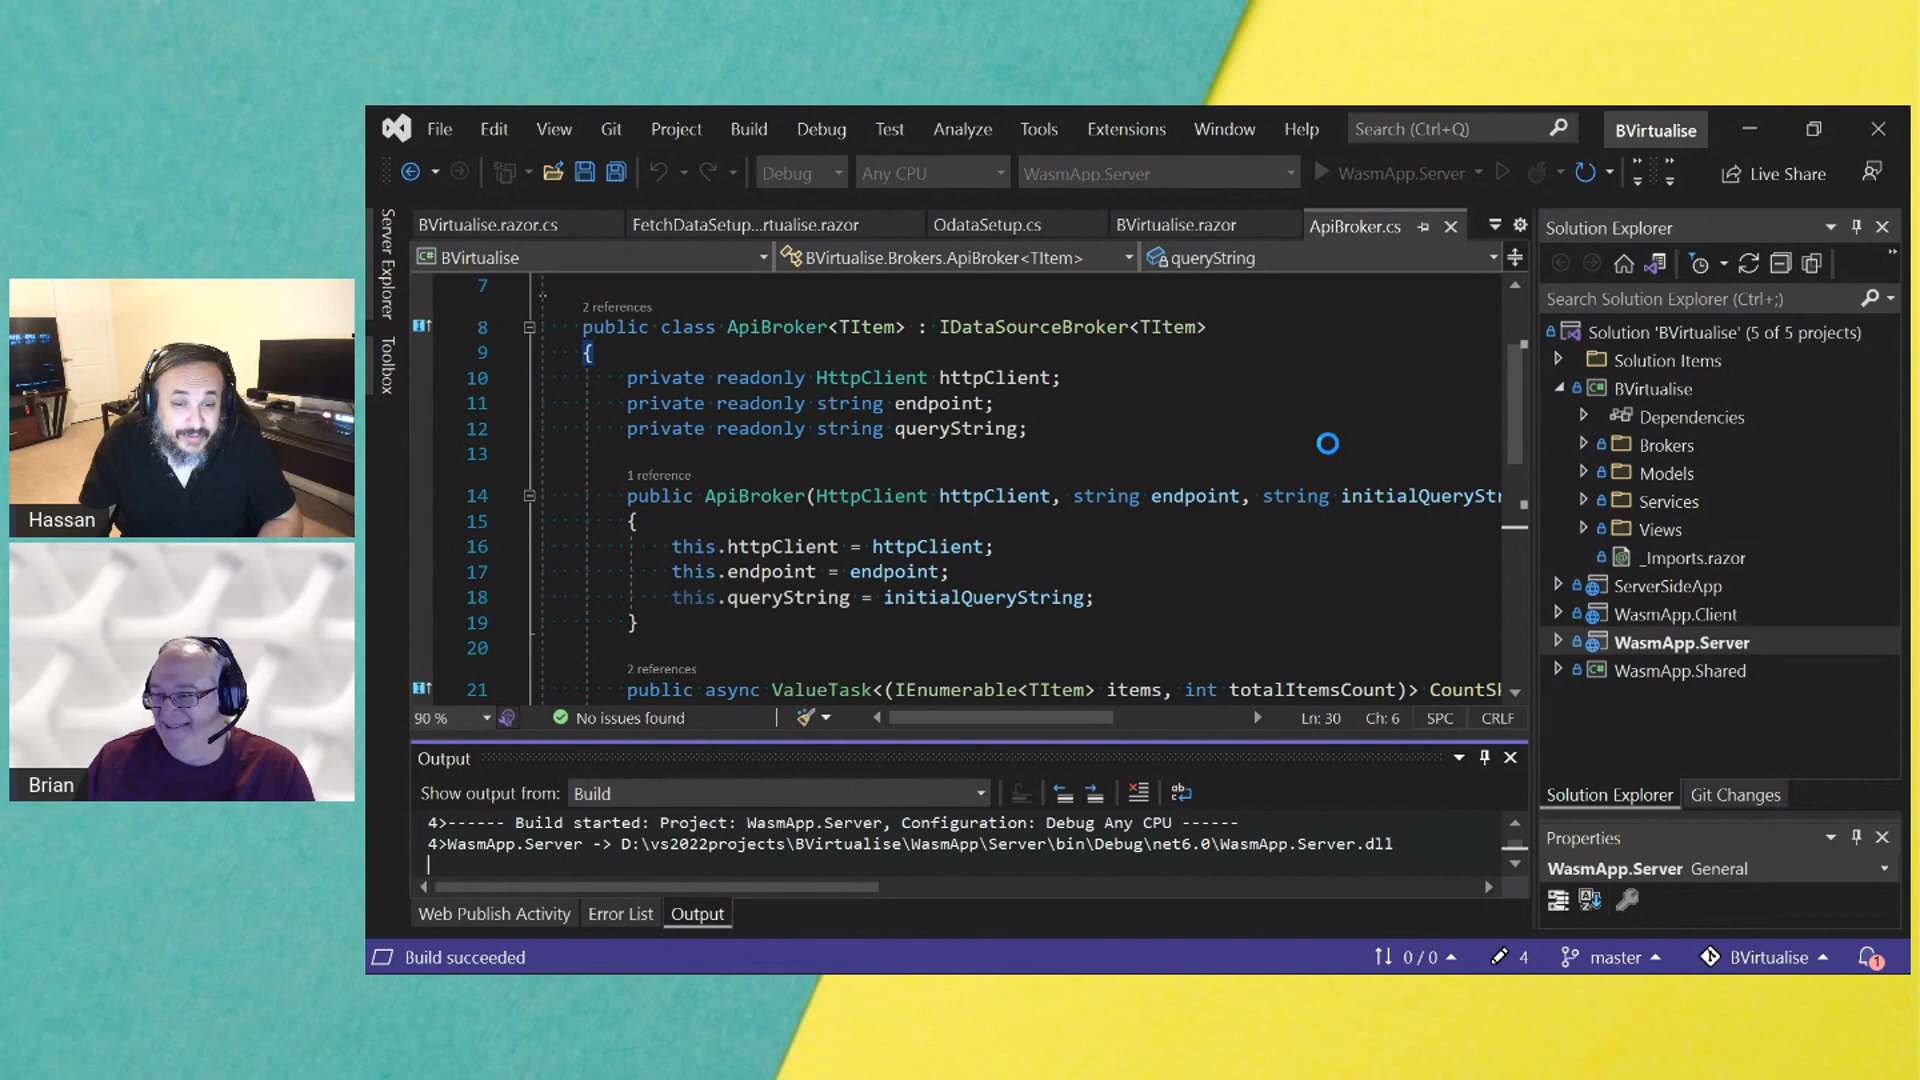 File Edit View Git Project Build Debug Test Analyze Tools Extensions Window Help Search (Ctrl+Q) BVirtualise
Debug Any CPU WasmApp.Server WasmApp.Server Live Share
Server Explorer
Toolbox
BVirtualise.razor.cs FetchDataSetup...rtualise.razor OdataSetup.cs BVirtualise.razor ApiBroker.cs
BVirtualise BVirtualise.Brokers.ApiBroker<TItem> queryString
7
2 references
8 public class ApiBroker<TItem> : IDataSourceBroker<TItem>
9 {
10 private readonly HttpClient httpClient;
11 private readonly string endpoint;
12 private readonly string queryString;
13
1 reference
14 public ApiBroker(HttpClient httpClient, string endpoint, string initialQueryStr
15 {
16 this.httpClient = httpClient;
17 this.endpoint = endpoint;
18 this.queryString = initialQueryString;
19 }
20
2 references
21 public async ValueTask<(IEnumerable<TItem> items, int totalItemsCount)> CountSk
90 % No issues found Ln: 30 Ch: 6 SPC CRLF
Output
Show output from: Build
4>------ Build started: Project: WasmApp.Server, Configuration: Debug Any CPU ------
4>WasmApp.Server -> D:\vs2022projects\BVirtualise\WasmApp\Server\bin\Debug\net6.0\WasmApp.Server.dll
Web Publish Activity Error List Output
Solution Explorer
Search Solution Explorer (Ctrl+;)
Solution 'BVirtualise' (5 of 5 projects)
Solution Items
BVirtualise
Dependencies
Brokers
Models
Services
Views
_Imports.razor
ServerSideApp
WasmApp.Client
WasmApp.Server
WasmApp.Shared
Solution Explorer Git Changes
Properties
WasmApp.Server General
Build succeeded 0 / 0 4 master BVirtualise 1
Hassan
Brian